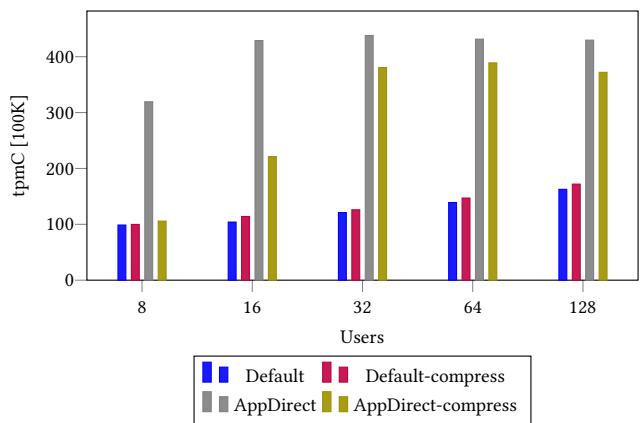 tpmC [100K]
400
300
200
100
0
8 16 32 64 128
Users
Default Default-compress
AppDirect AppDirect-compress